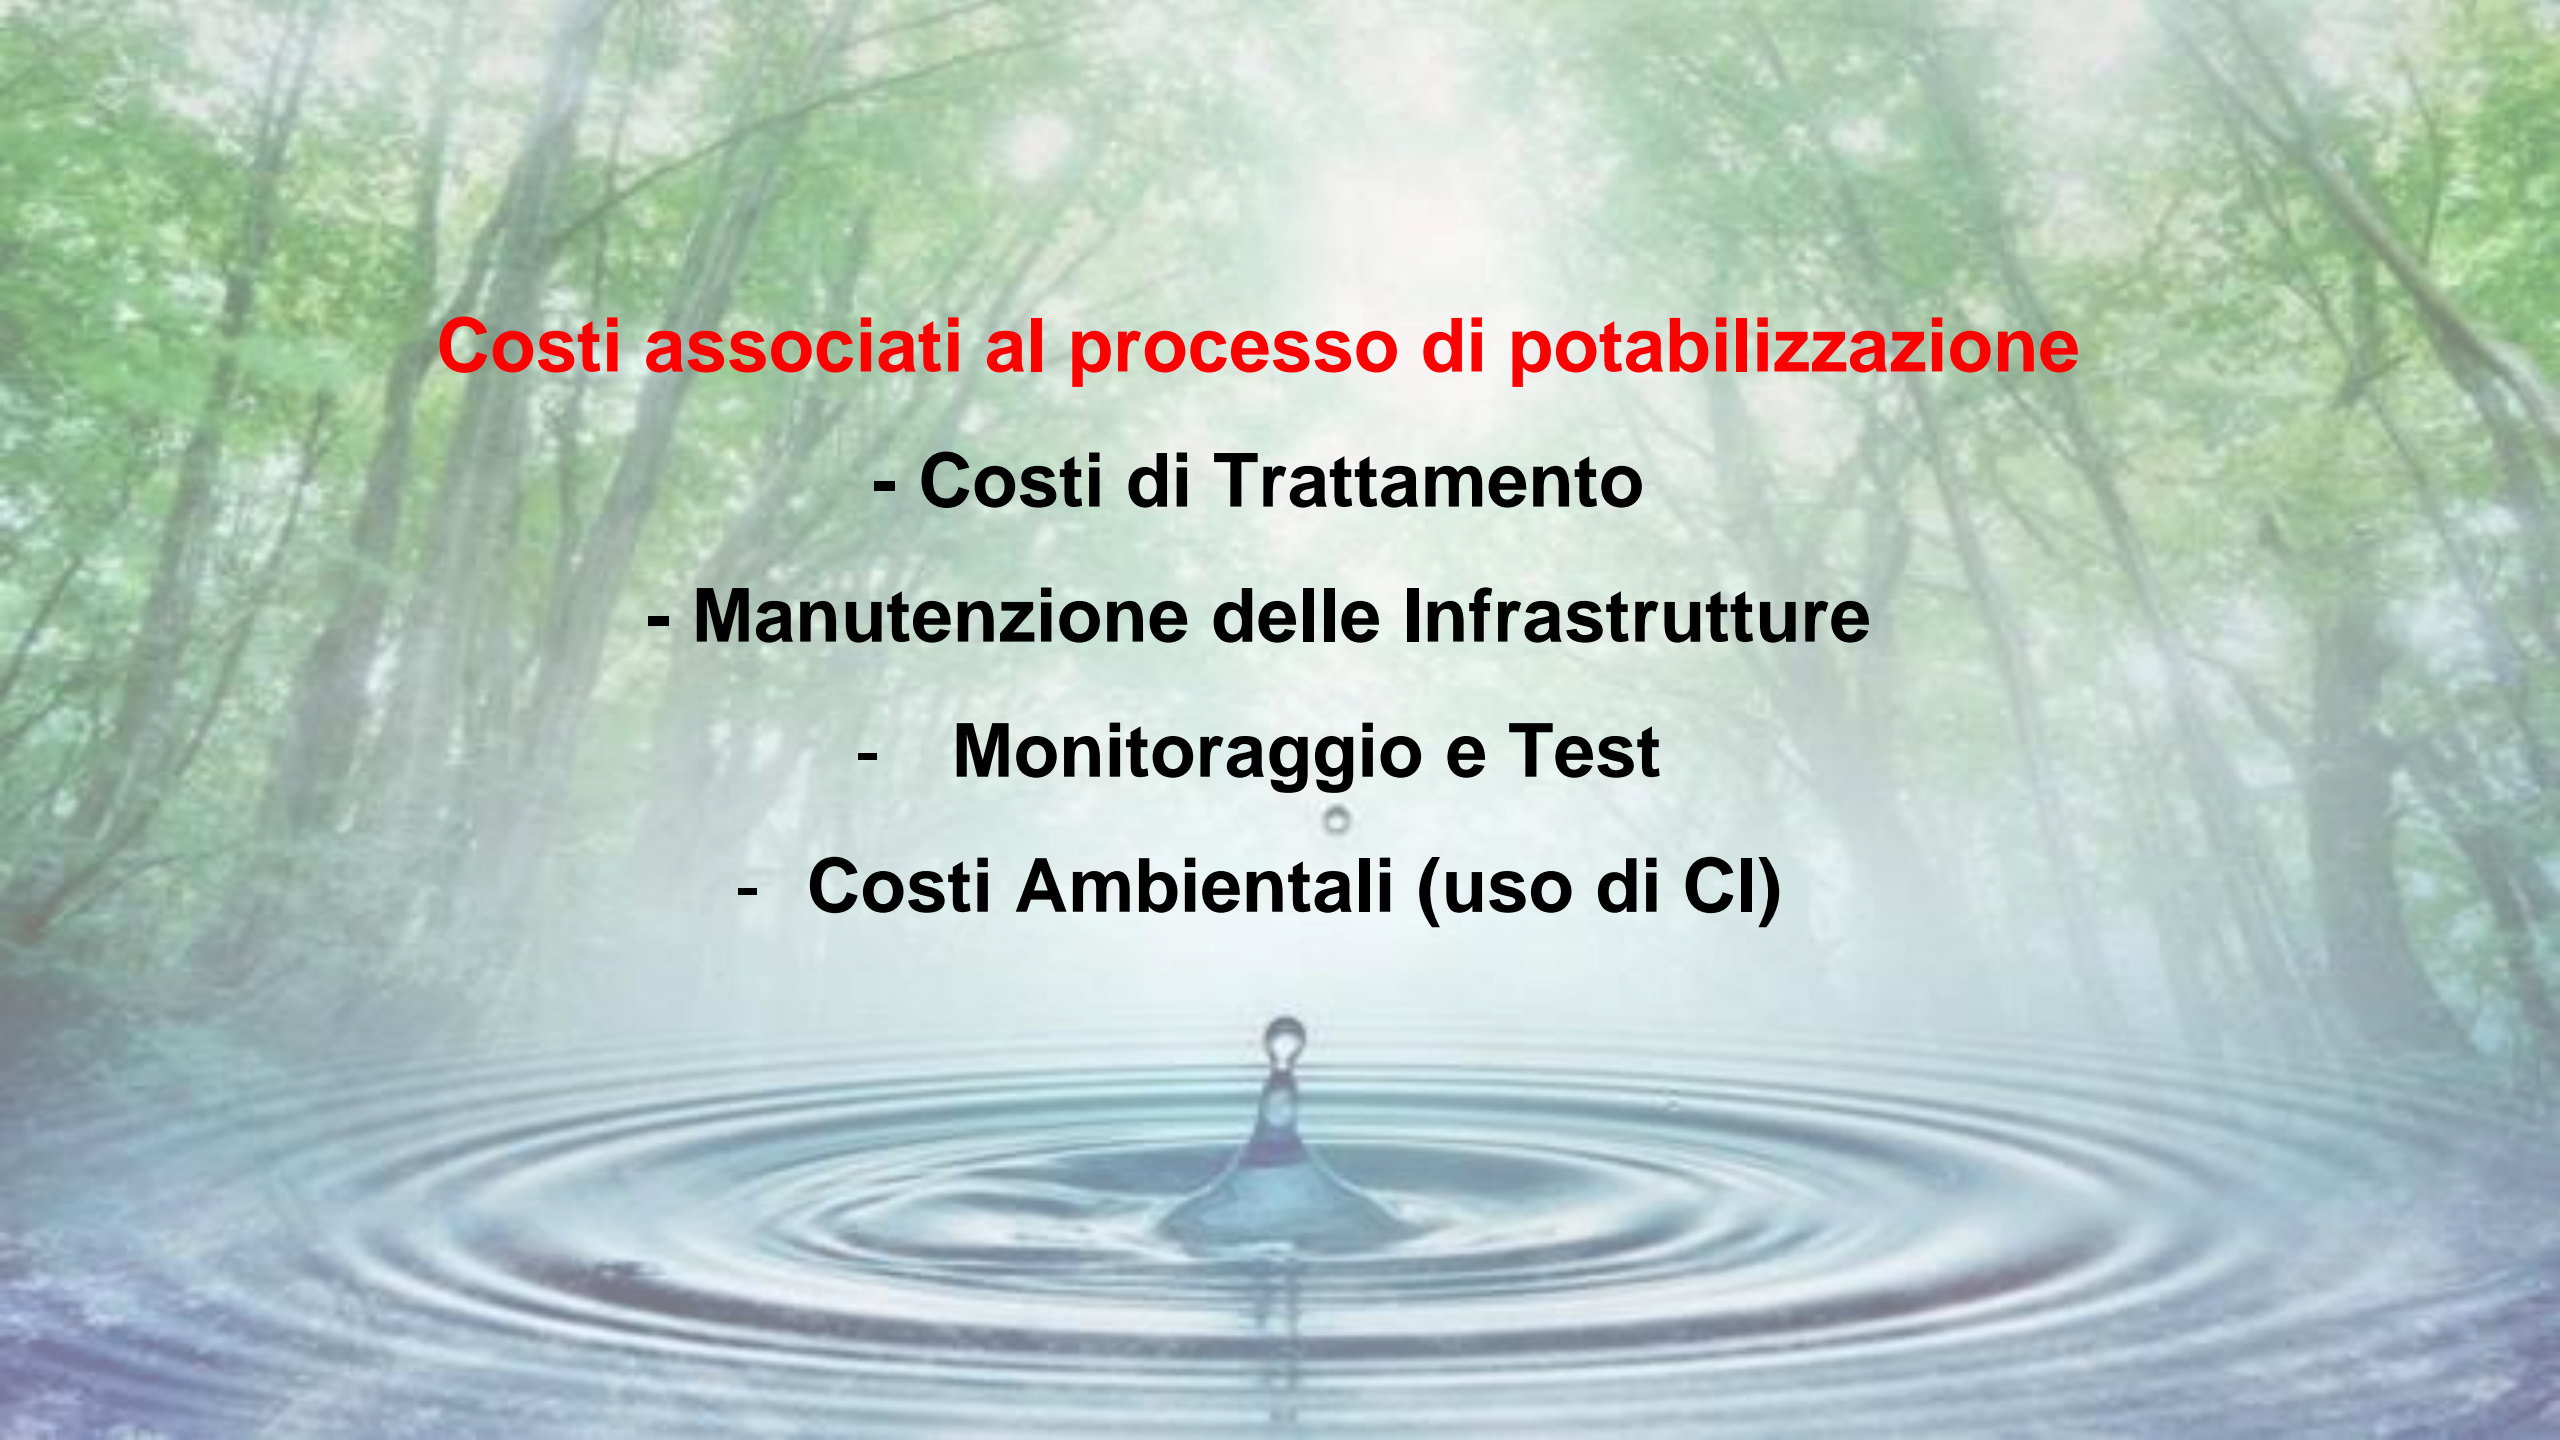 Costi associati al processo di potabilizzazione
- Costi di Trattamento
- Manutenzione delle Infrastrutture
- Monitoraggio e Test
- Costi Ambientali (uso di Cl)